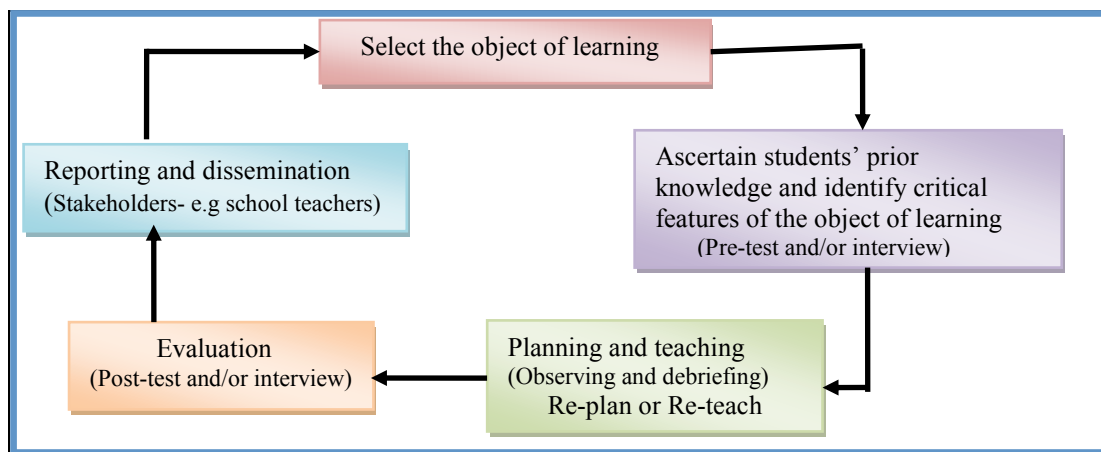 Select the object of learning
Ascertain students’ prior
knowledge and identify critical
features of the object of learning
(Pre-test and/or interview)
Planning and teaching
(Observing and debriefing)
Re-plan or Re-teach
Evaluation
(Post-test and/or interview)
Reporting and dissemination
(Stakeholders- e.g school teachers)